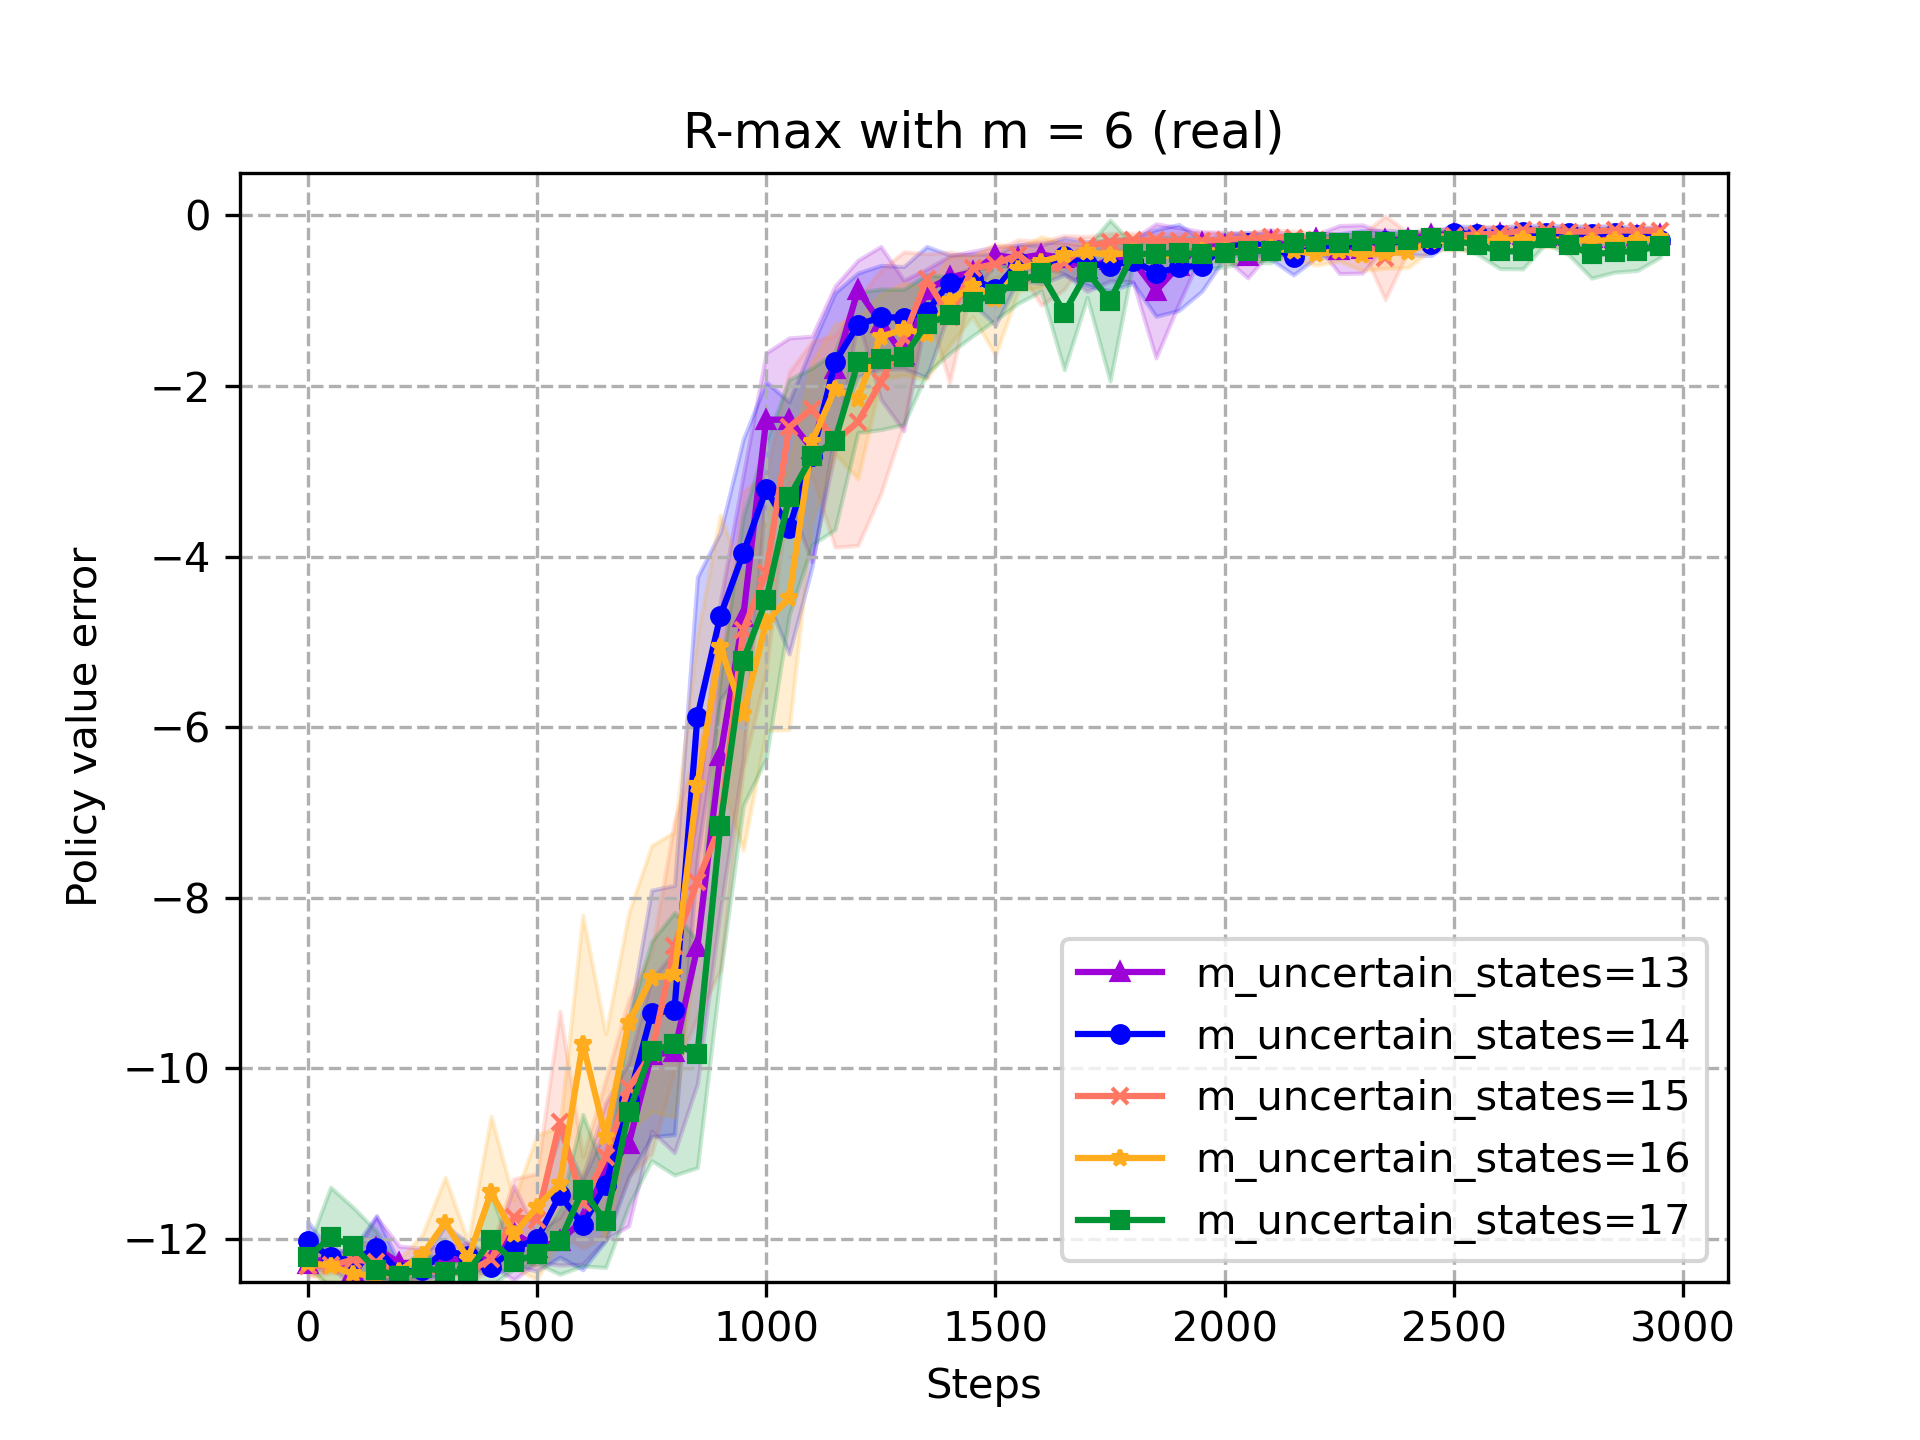 R-max with m = 6 (real)
Policy value error
0
−2
−4
−6
−8
−10
−12
0 500 1000 1500 2000 2500 3000
Steps
m_uncertain_states=13
m_uncertain_states=14
m_uncertain_states=15
m_uncertain_states=16
m_uncertain_states=17